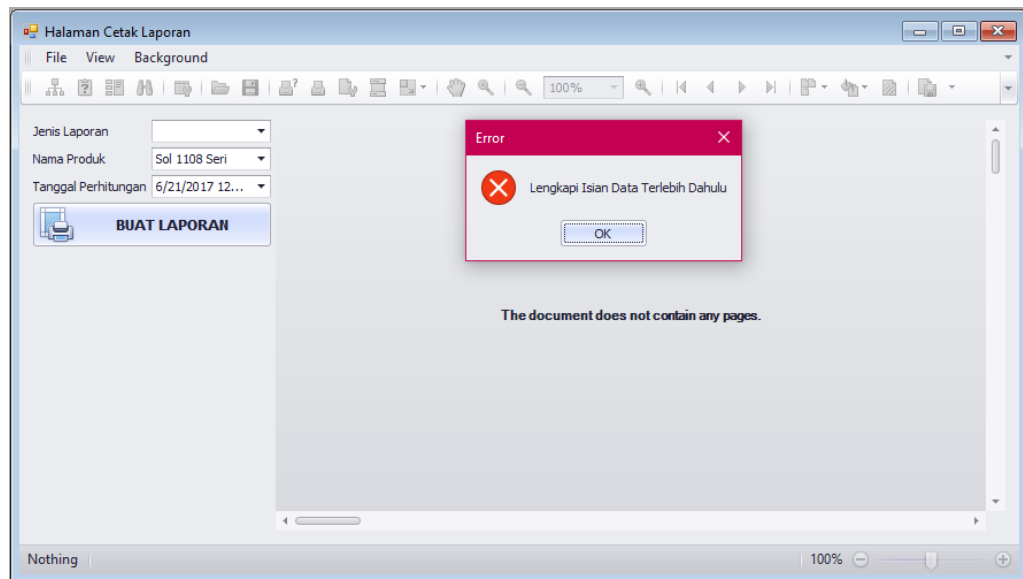 Halaman Cetak Laporan
File View Background
100%
Jenis Laporan
Nama Produk Sol 1108 Seri
Tanggal Perhitungan 6/21/2017 12...
BUAT LAPORAN
Error
Lengkapi Isian Data Terlebih Dahulu
OK
The document does not contain any pages.
Nothing 100%